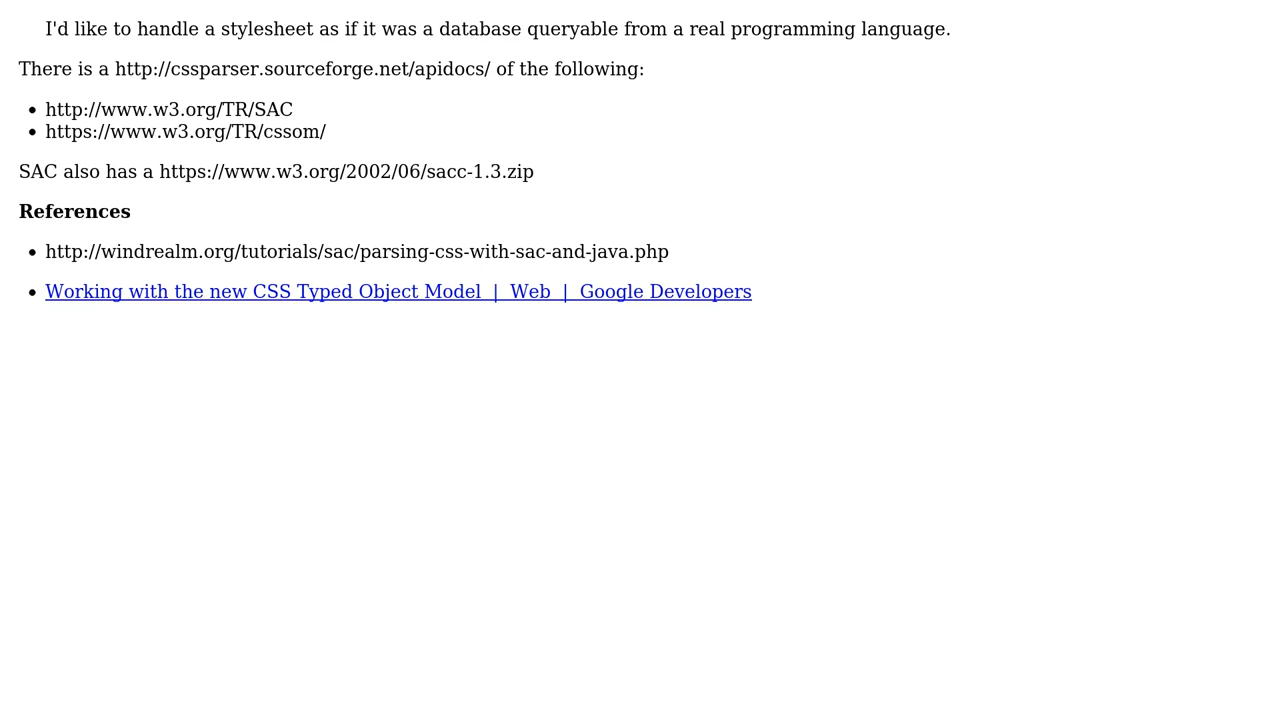 I'd like to handle a stylesheet as if it was a database queryable from a real programming language.
There is a http://cssparser.sourceforge.net/apidocs/ of the following:
http://www.w3.org/TR/SAC
https://www.w3.org/TR/cssom/
SAC also has a https://www.w3.org/2002/06/sacc-1.3.zip
References
http://windrealm.org/tutorials/sac/parsing-css-with-sac-and-java.php
Working with the new CSS Typed Object Model | Web | Google Developers